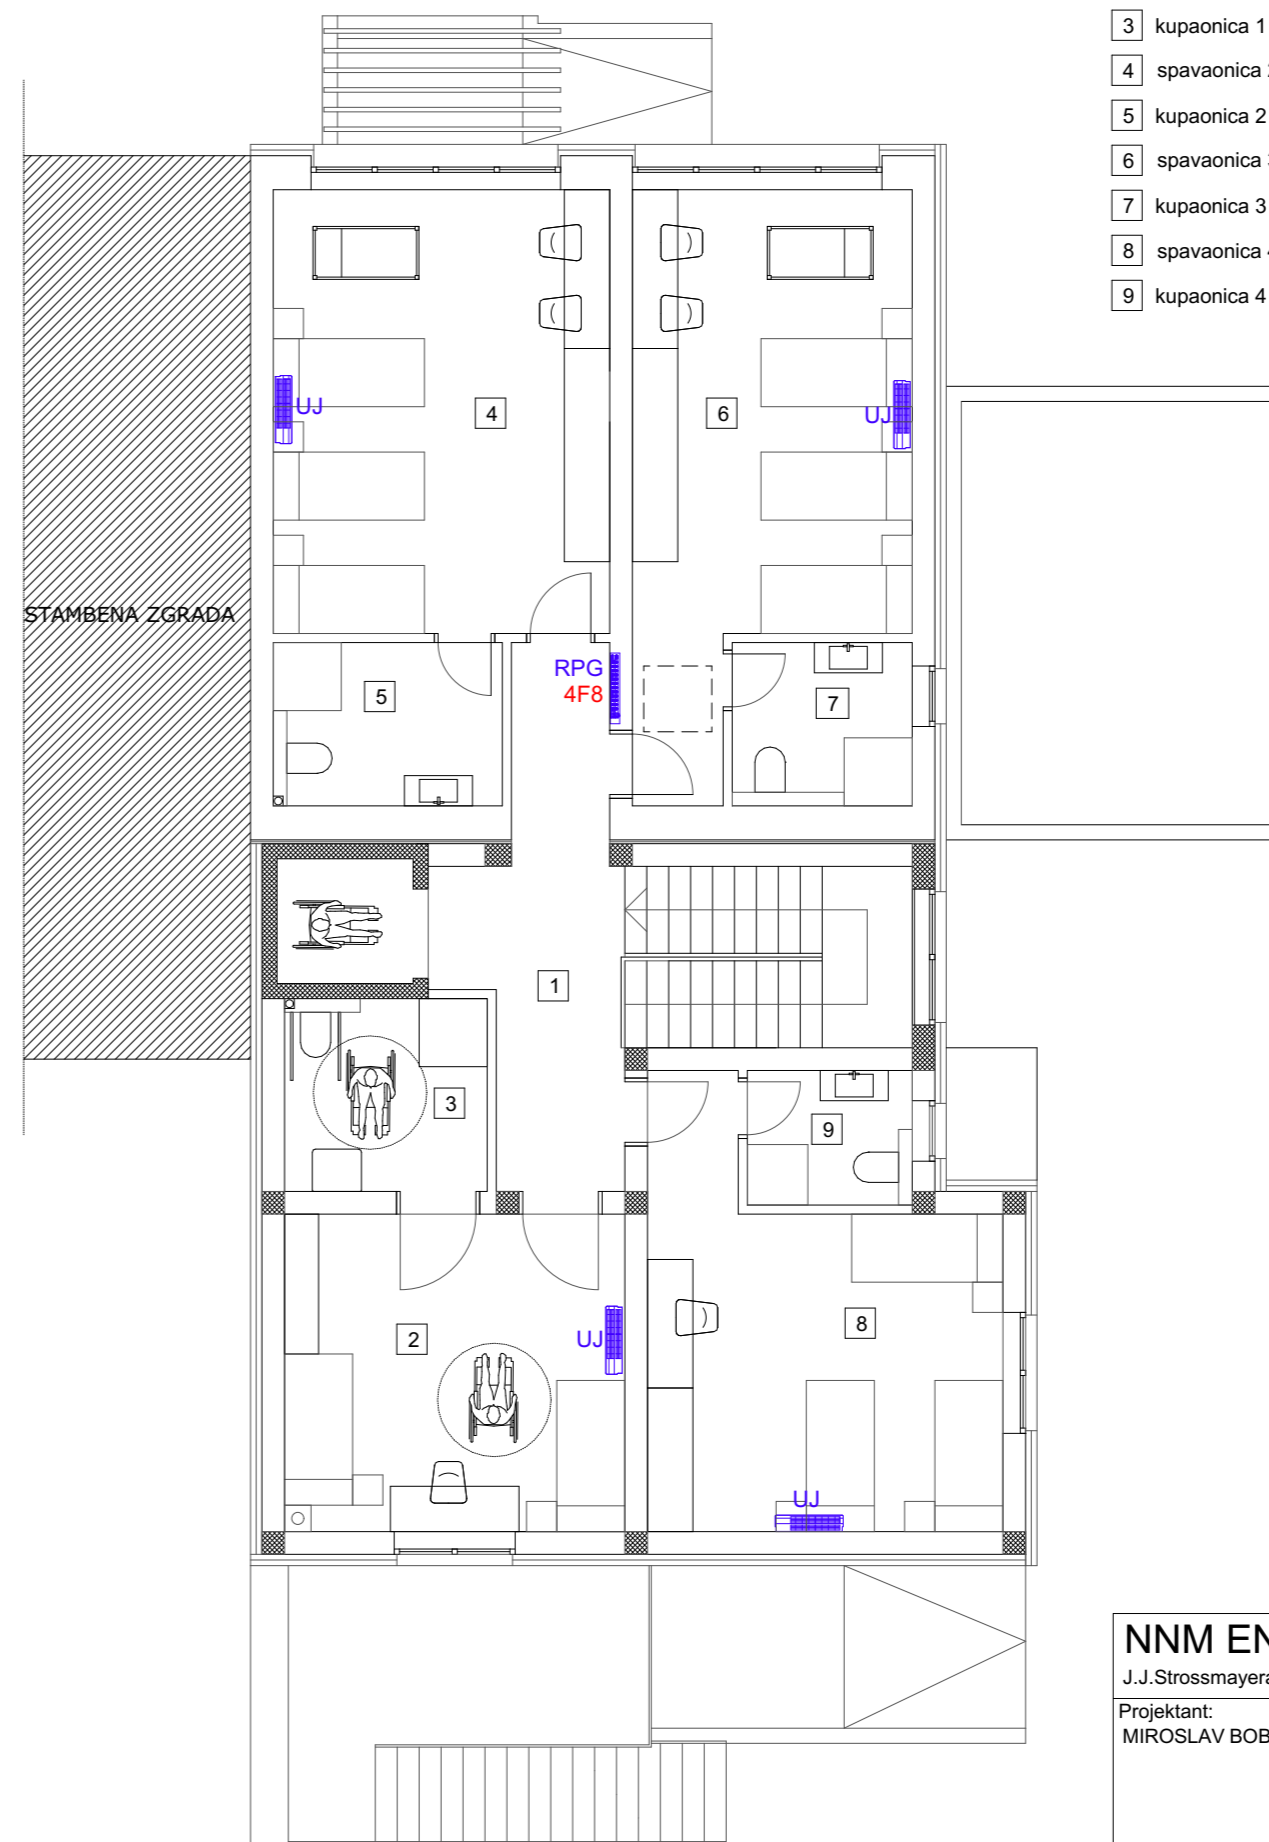 3 kupaonica 1
4 spavaonica
5 kupaonica 2
6 spavaonica
7 kupaonica 3
8 spavaonica
9 kupaonica 4
UJ
4
6
UJ
STAMBENA ZGRADA
RPG
4F8
5
7
1
3
9
2
UJ
8
UJ
NNM
J.J.Strossmayera
Projektant:
MIROSLAV